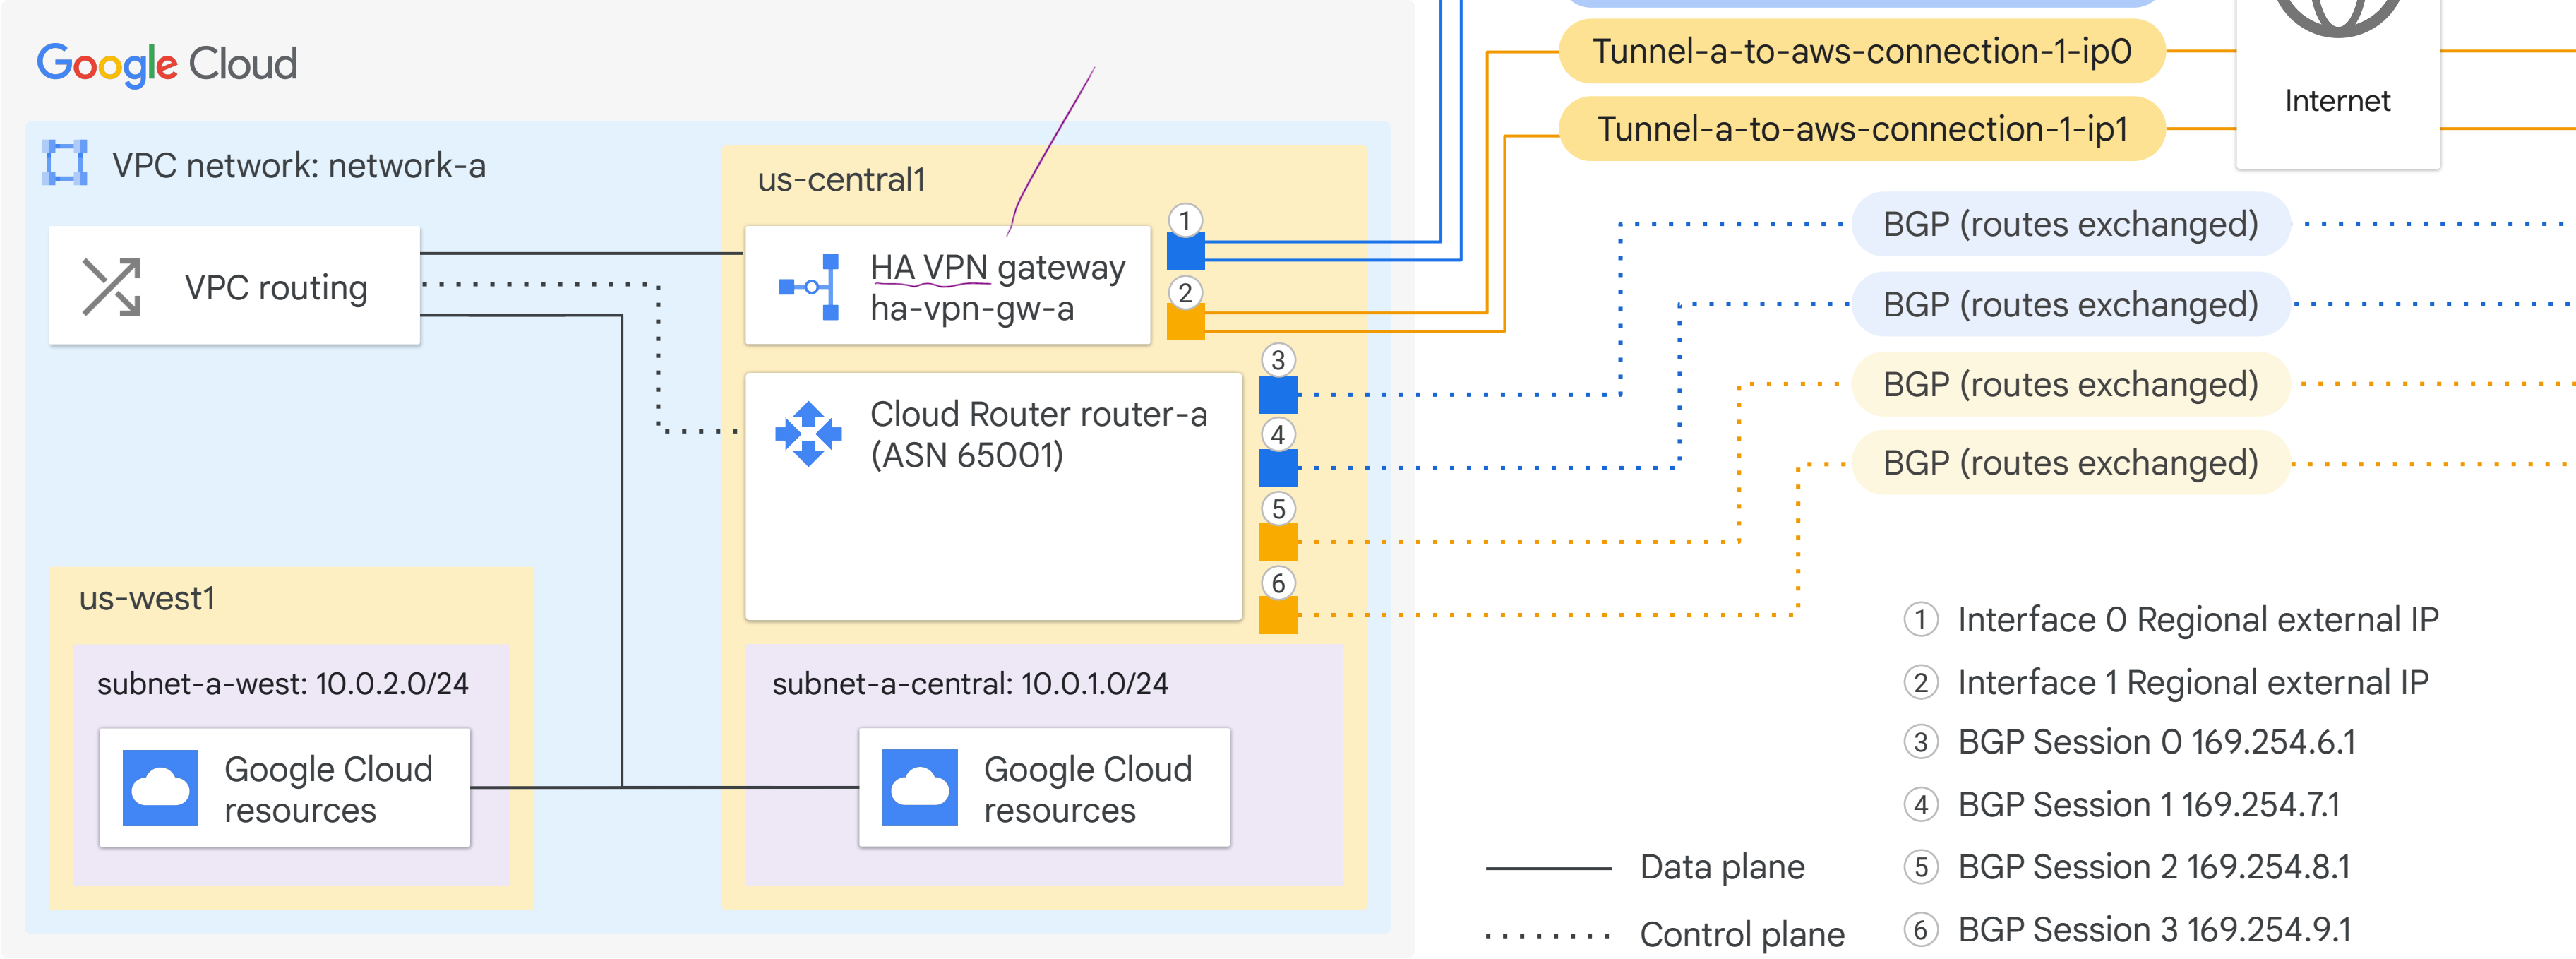 Google Cloud
VPC network: network-a
VPC routing
us-central1
HA VPN gateway
ha-vpn-gw-a
1
2
Cloud Router router-a
(ASN 65001)
3
4
5
6
us-west1
subnet-a-west: 10.0.2.0/24
Google Cloud
resources
subnet-a-central: 10.0.1.0/24
Google Cloud
resources
Tunnel-a-to-aws-connection-1-ip0
Tunnel-a-to-aws-connection-1-ip1
Internet
BGP (routes exchanged)
BGP (routes exchanged)
BGP (routes exchanged)
BGP (routes exchanged)
Data plane
Control plane
1 Interface 0 Regional external IP
2 Interface 1 Regional external IP
3 BGP Session 0 169.254.6.1
4 BGP Session 1 169.254.7.1
5 BGP Session 2 169.254.8.1
6 BGP Session 3 169.254.9.1